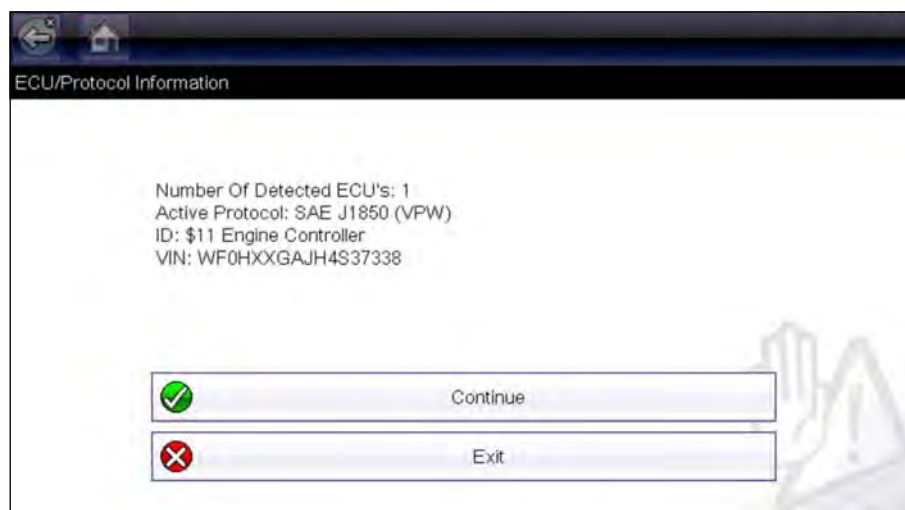 ECU/Protocol Information
Number Of Detected ECU's: 1
Active Protocol: SAE J1850 (VPW)
ID: $11 Engine Controller
VIN: WF0HXXGAJH4S37338
Continue
Exit